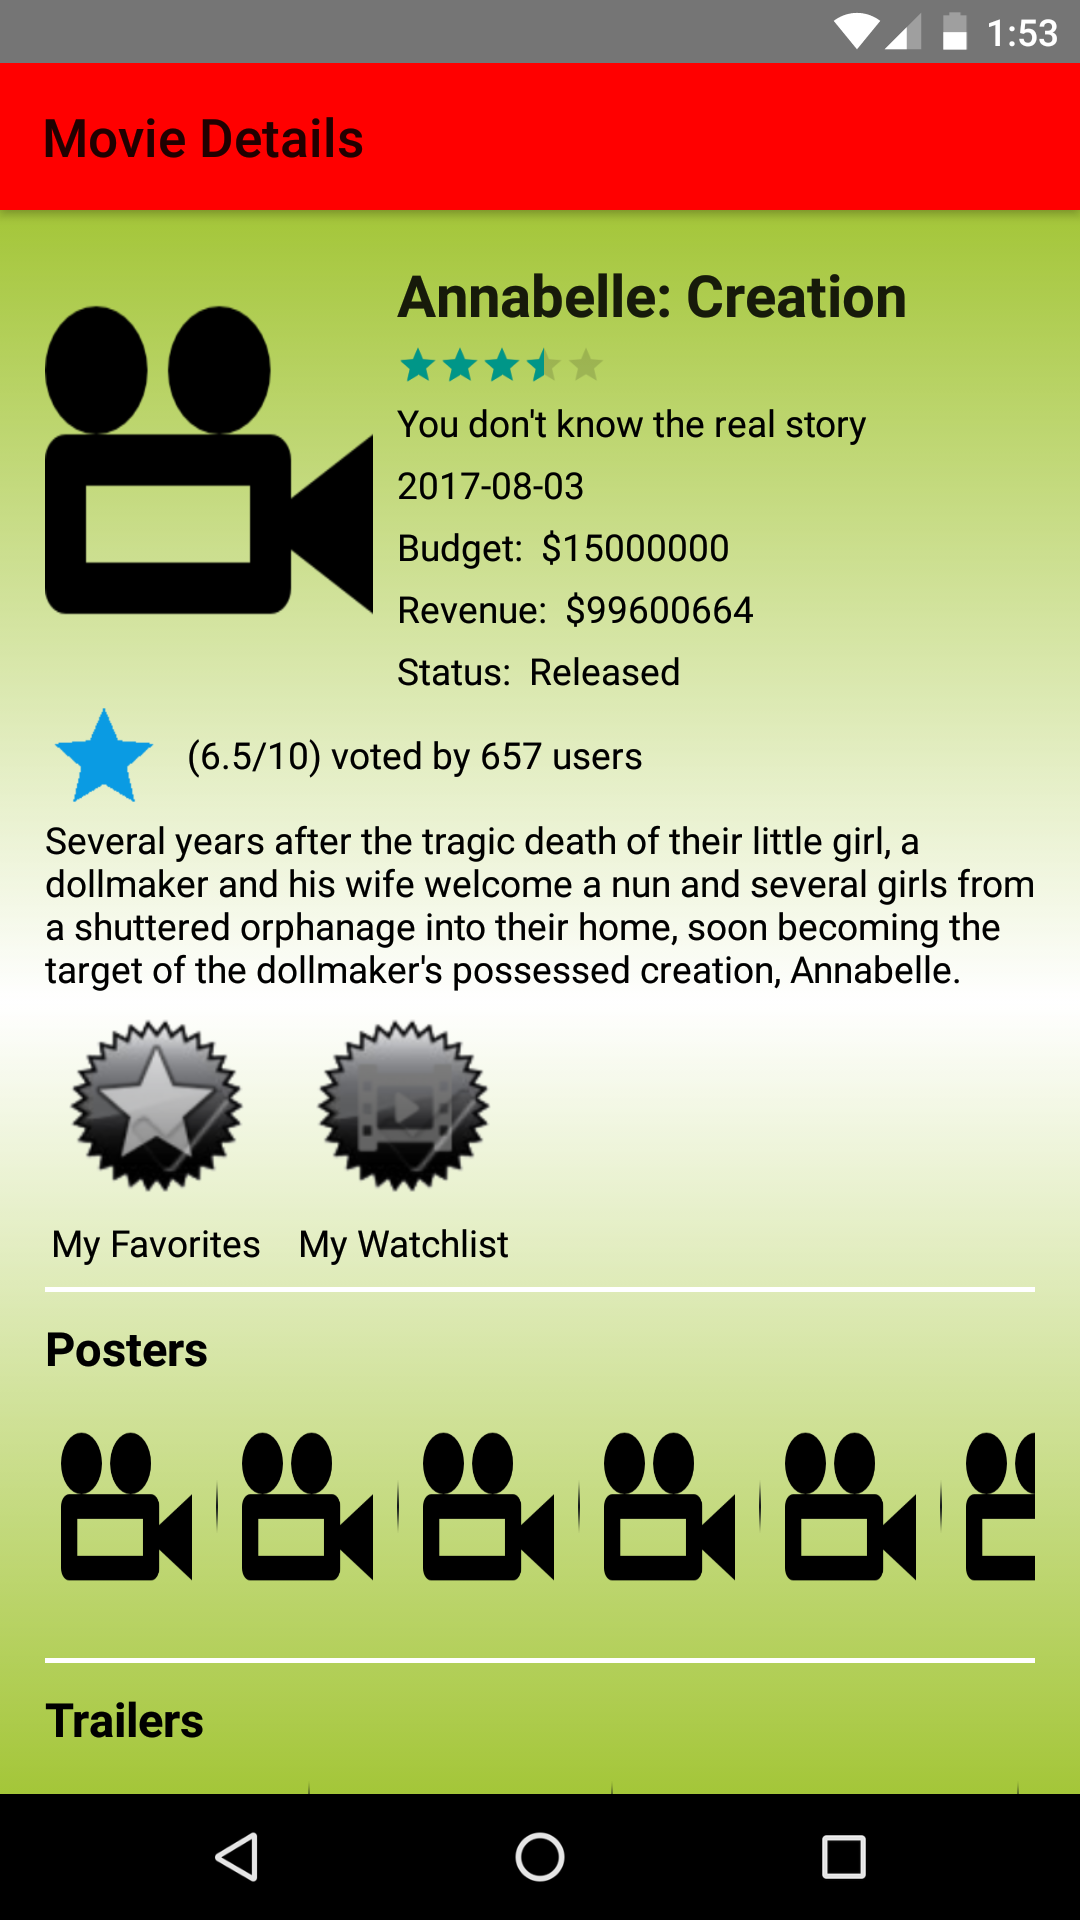 1:53
Movie Details
Annabelle: Creation
You don't know the real story
2017-08-03
Budget:  $15000000
Revenue:  $99600664
Status:  Released
(6.5/10) voted by 657 users
Several years after the tragic death of their little girl, a
dollmaker and his wife welcome a nun and several girls from
a shuttered orphanage into their home, soon becoming the
target of the dollmaker's possessed creation, Annabelle.
My Favorites
My Watchlist
Posters
Trailers